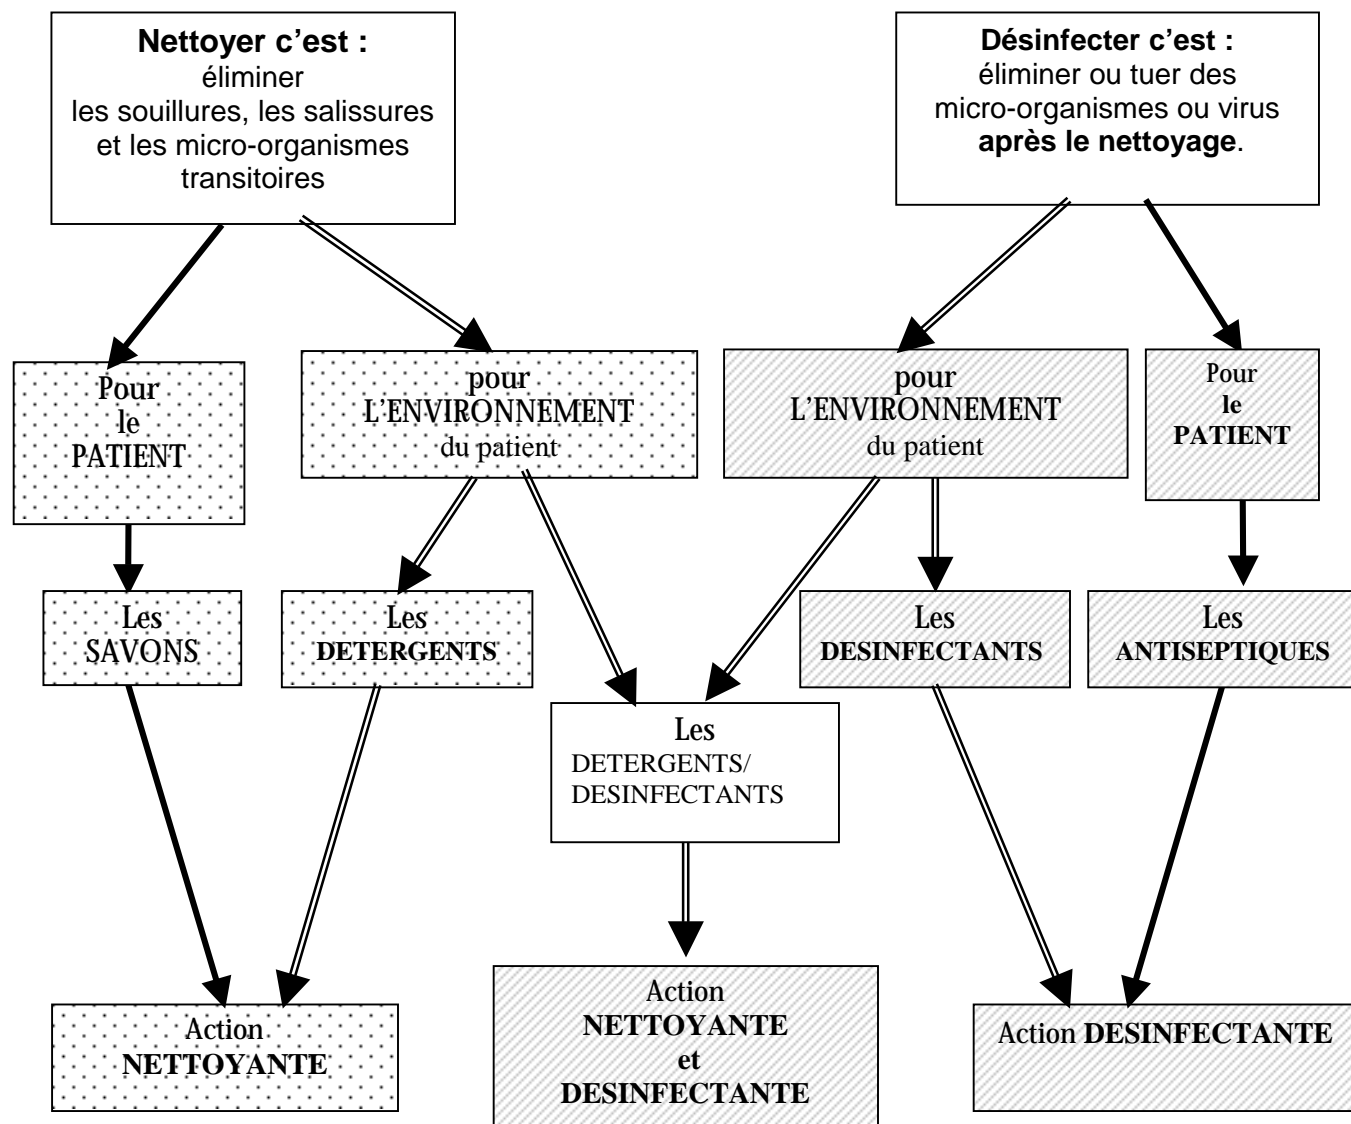 Nettoyer c’est :
éliminer
les souillures, les salissures
et les micro-organismes
transitoires
Désinfecter c’est :
éliminer ou tuer des
micro-organismes ou virus
après le nettoyage.
Pour
le
PATIENT
pour
L’ENVIRONNEMENT
du patient
pour
L’ENVIRONNEMENT
du patient
Pour
le
PATIENT
Les
SAVONS
Les
DETERGENTS
Les
DESINFECTANTS
Les
ANTISEPTIQUES
Les
DETERGENTS/
DESINFECTANTS
Action
NETTOYANTE
Action
NETTOYANTE
et
DESINFECTANTE
Action DESINFECTANTE